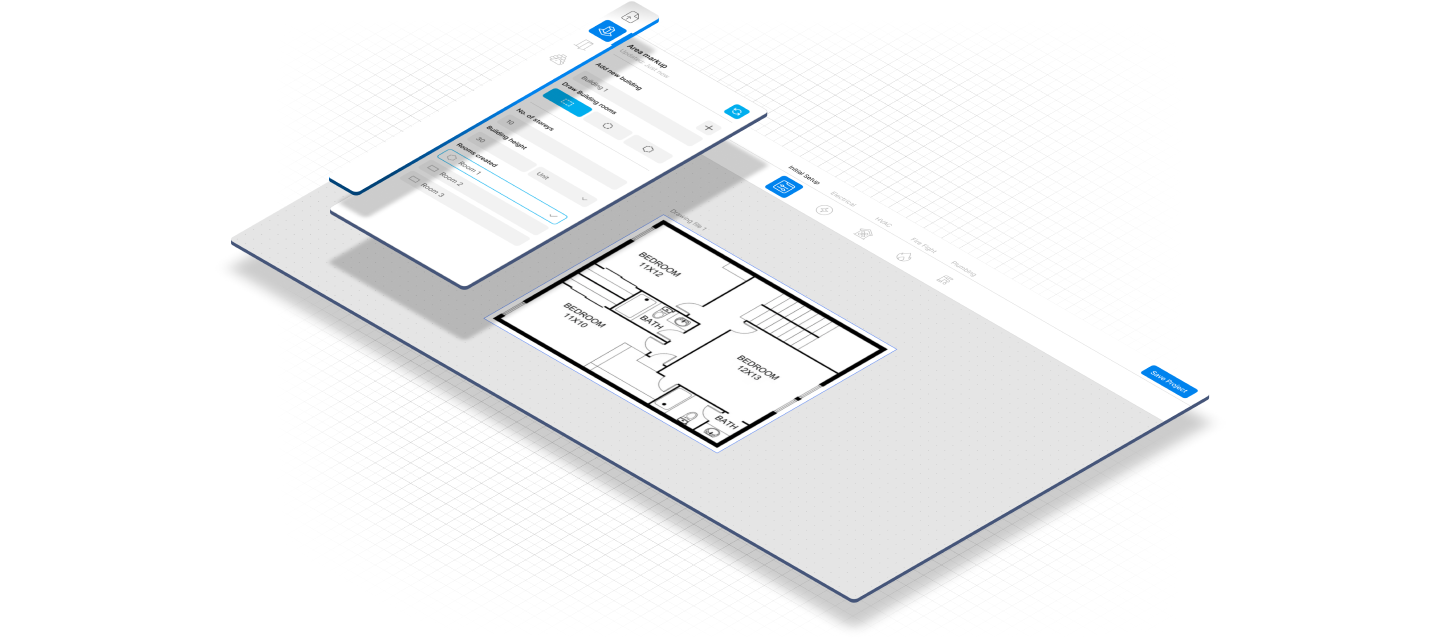 Area markup
Add new building
Building 1
Draw Building rooms
No. of storeys
10
Building height
30
Unit
Rooms created
Room 1
Room 2
Room 3
Initial Setup
Electrical
HVAC
Fire Fight
Plumbing
Save Project
Drawing file 1
BEDROOM
11X12
BEDROOM
11X10
BATH
BEDROOM
12X13
BATH